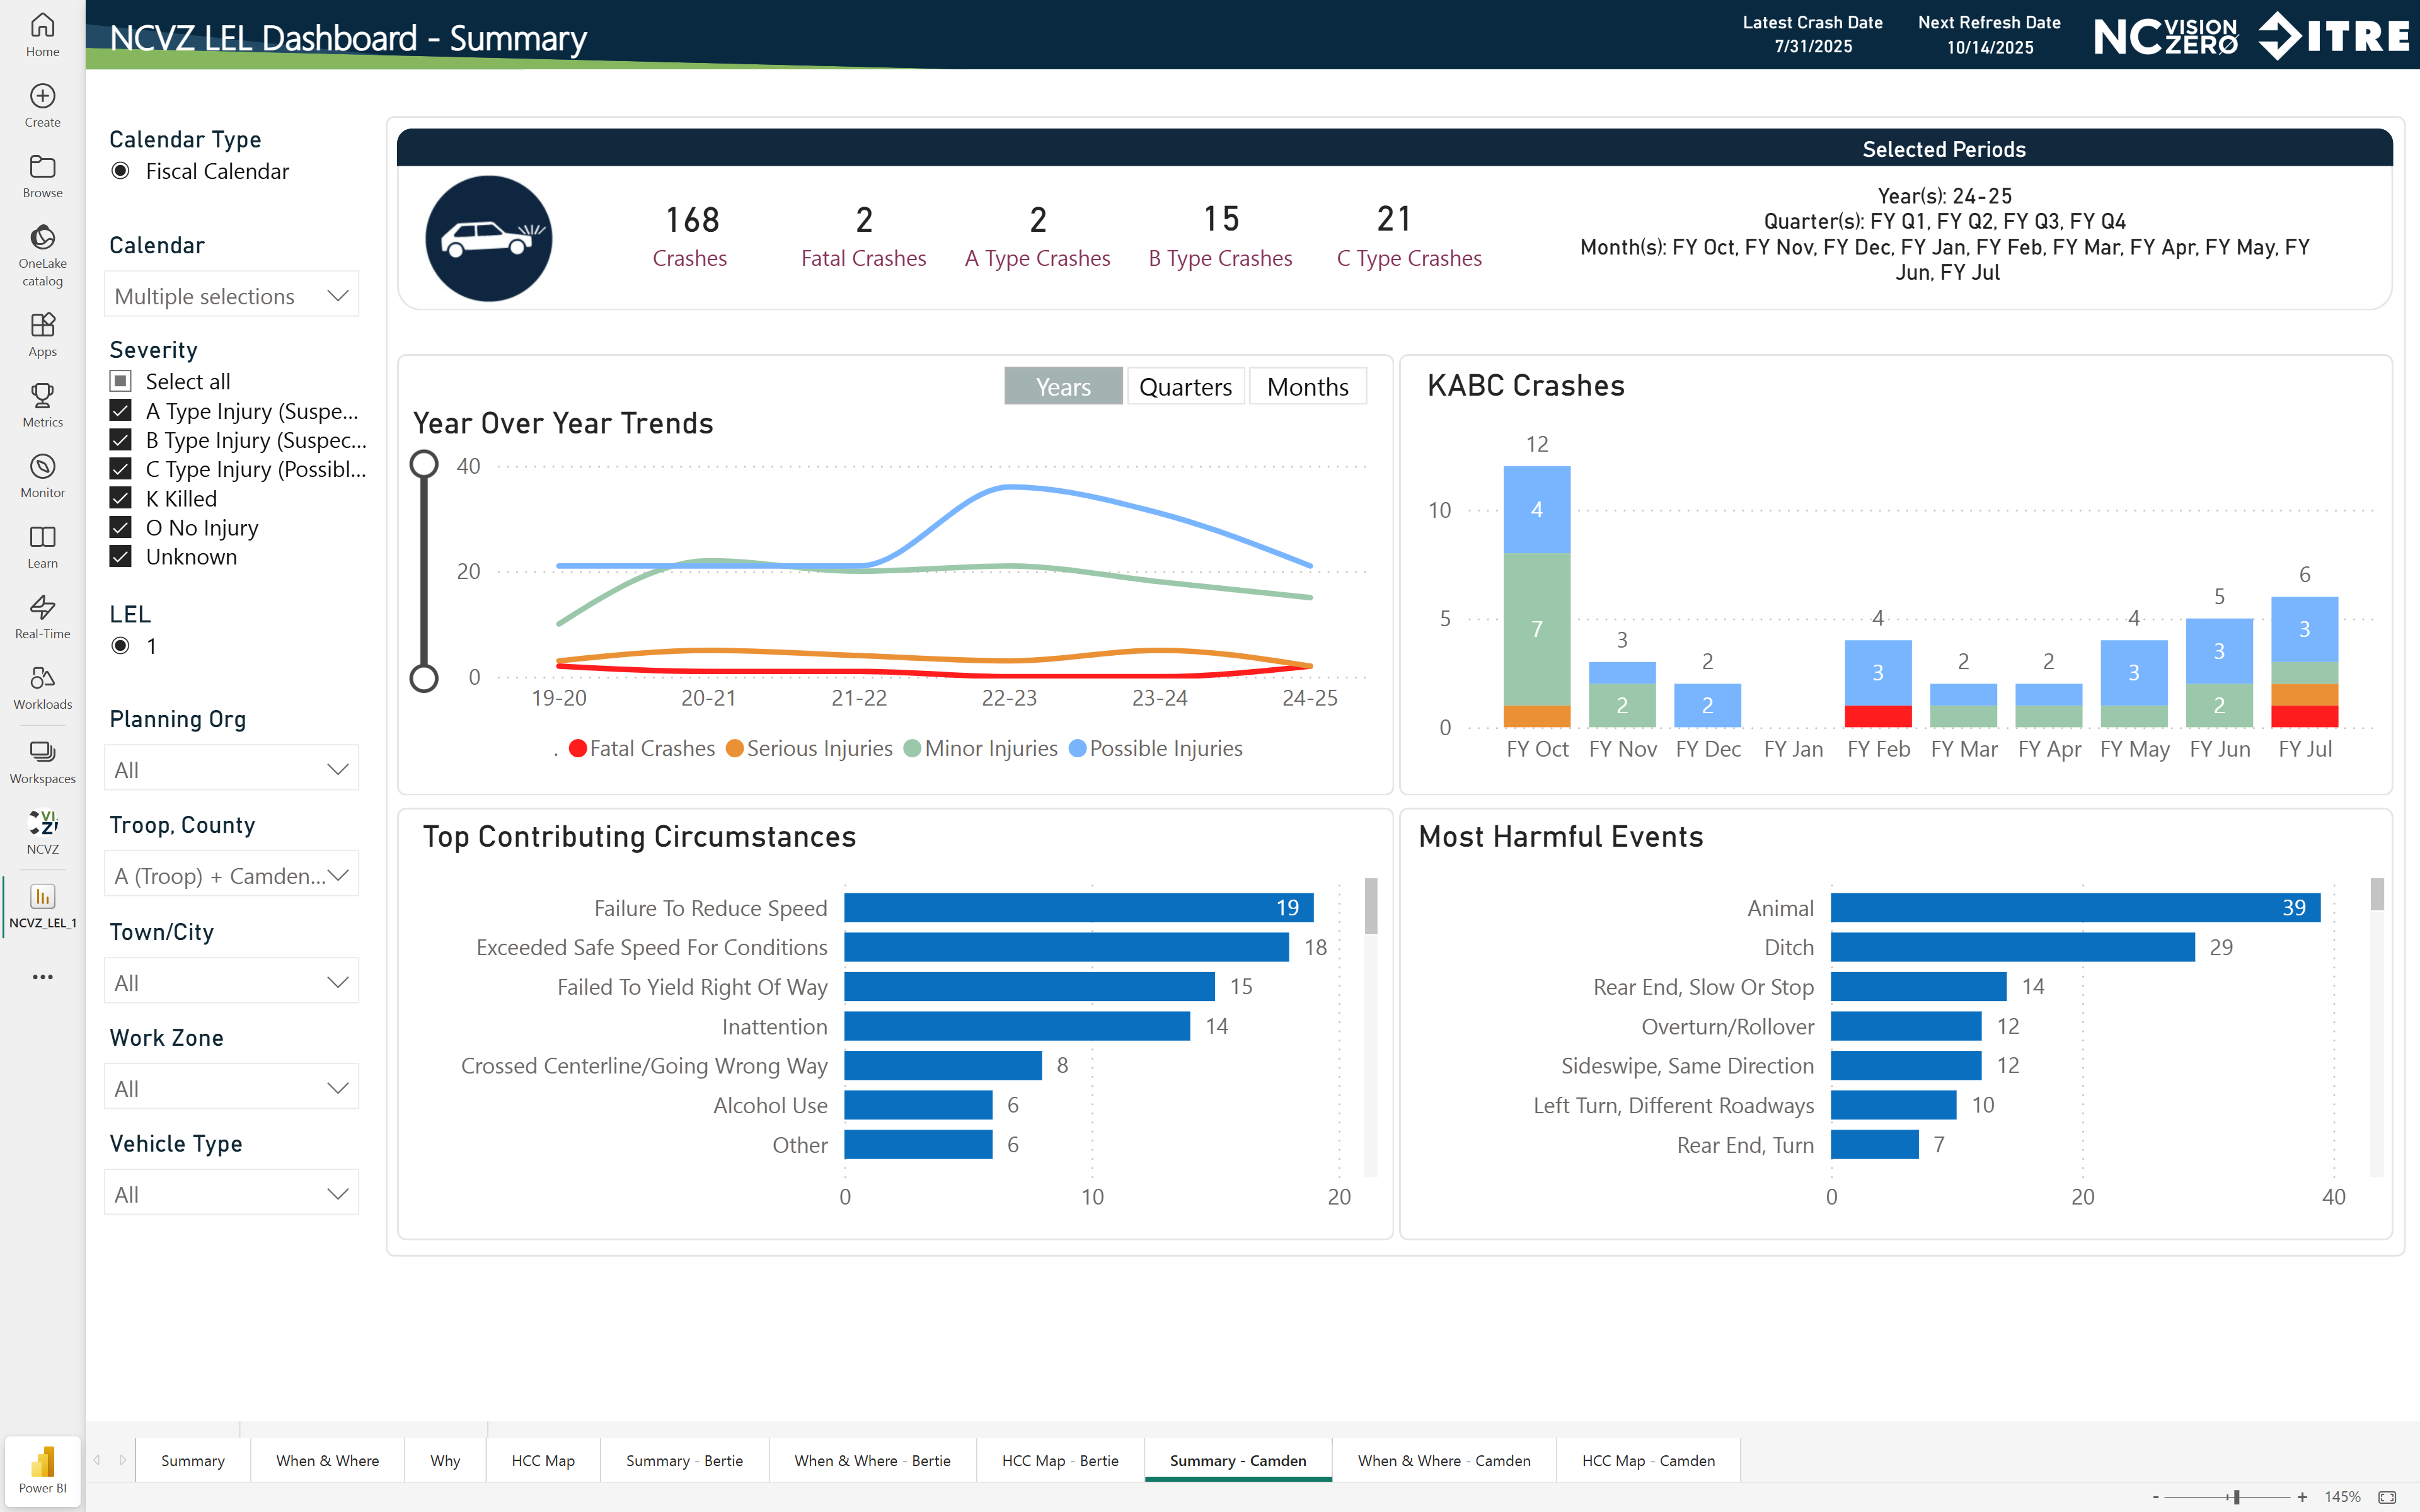 Home
Create
Browse
OneLake
catalog
Apps
Metrics
Monitor
Learn
Real-Time
Workloads
Workspaces
VI.
Z
NCVZ
NCVZ_LEL_1
Power BI
NCVZ LEL Dashboard - Summary
Latest Crash Date
7/31/2025
Next Refresh Date
10/14/2025
NC VISION ZERO
ITRE
Calendar Type
Fiscal Calendar
Calendar
Multiple selections
Severity
Select all
A Type Injury (Suspe...
B Type Injury (Suspec...
C Type Injury (Possibl...
K Killed
O No Injury
Unknown
LEL
1
Planning Org
All
Troop, County
A (Troop) + Camden...
Town/City
All
Work Zone
All
Vehicle Type
All
Selected Periods
168
Crashes
2
Fatal Crashes
2
A Type Crashes
15
B Type Crashes
21
C Type Crashes
Year(s): 24-25
Quarter(s): FY Q1, FY Q2, FY Q3, FY Q4
Month(s): FY Oct, FY Nov, FY Dec, FY Jan, FY Feb, FY Mar, FY Apr, FY May, FY
Jun, FY Jul
Years Quarters Months
Year Over Year Trends
40
20
0
19-20 20-21 21-22 22-23 23-24 24-25
. Fatal Crashes Serious Injuries Minor Injuries Possible Injuries
KABC Crashes
10
5
0
12
4
7
3
2
2
2
4
3
2
2
4
3
5
3
2
6
3
FY Oct FY Nov FY Dec FY Jan FY Feb FY Mar FY Apr FY May FY Jun FY Jul
Top Contributing Circumstances
Failure To Reduce Speed 19
Exceeded Safe Speed For Conditions 18
Failed To Yield Right Of Way 15
Inattention 14
Crossed Centerline/Going Wrong Way 8
Alcohol Use 6
Other 6
0 10 20
Most Harmful Events
Animal 39
Ditch 29
Rear End, Slow Or Stop 14
Overturn/Rollover 12
Sideswipe, Same Direction 12
Left Turn, Different Roadways 10
Rear End, Turn 7
0 20 40
Summary
When & Where
Why
HCC Map
Summary - Bertie
When & Where - Bertie
HCC Map - Bertie
Summary - Camden
When & Where - Camden
HCC Map - Camden
- + 145%